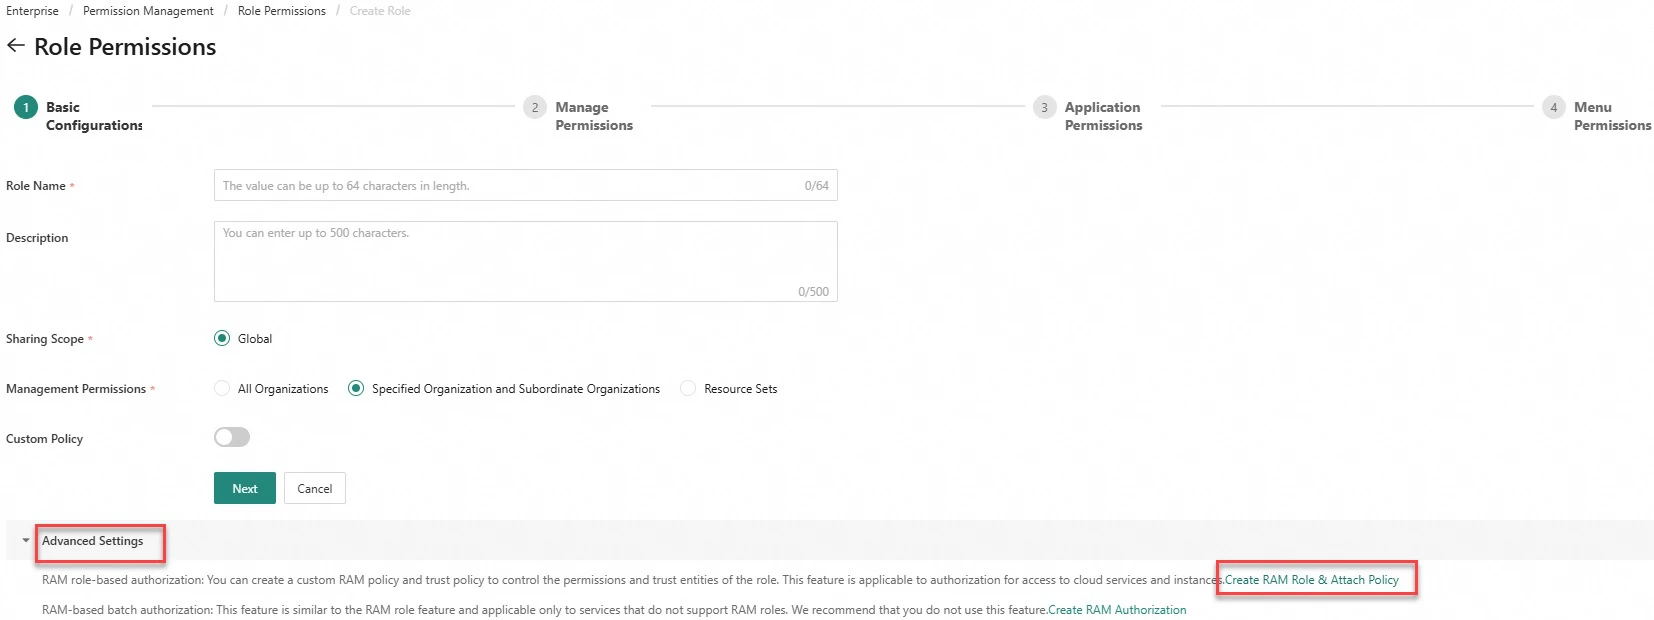 Enterprise / Permission Management / Role Permissions / Create Role
← Role Permissions
1 Basic Configurations
2 Manage Permissions
3 Application Permissions
4 Menu Permissions
Role Name * The value can be up to 64 characters in length. 0/64
Description You can enter up to 500 characters.
0/500
Sharing Scope * Global
Management Permissions * All Organizations Specified Organization and Subordinate Organizations Resource Sets
Custom Policy
Next Cancel
Advanced Settings
RAM role-based authorization: You can create a custom RAM policy and trust policy to control the permissions and trust entities of the role. This feature is applicable to authorization for access to cloud services and instances.Create RAM Role & Attach Policy
RAM-based batch authorization: This feature is similar to the RAM role feature and applicable only to services that do not support RAM roles. We recommend that you do not use this feature.Create RAM Authorization